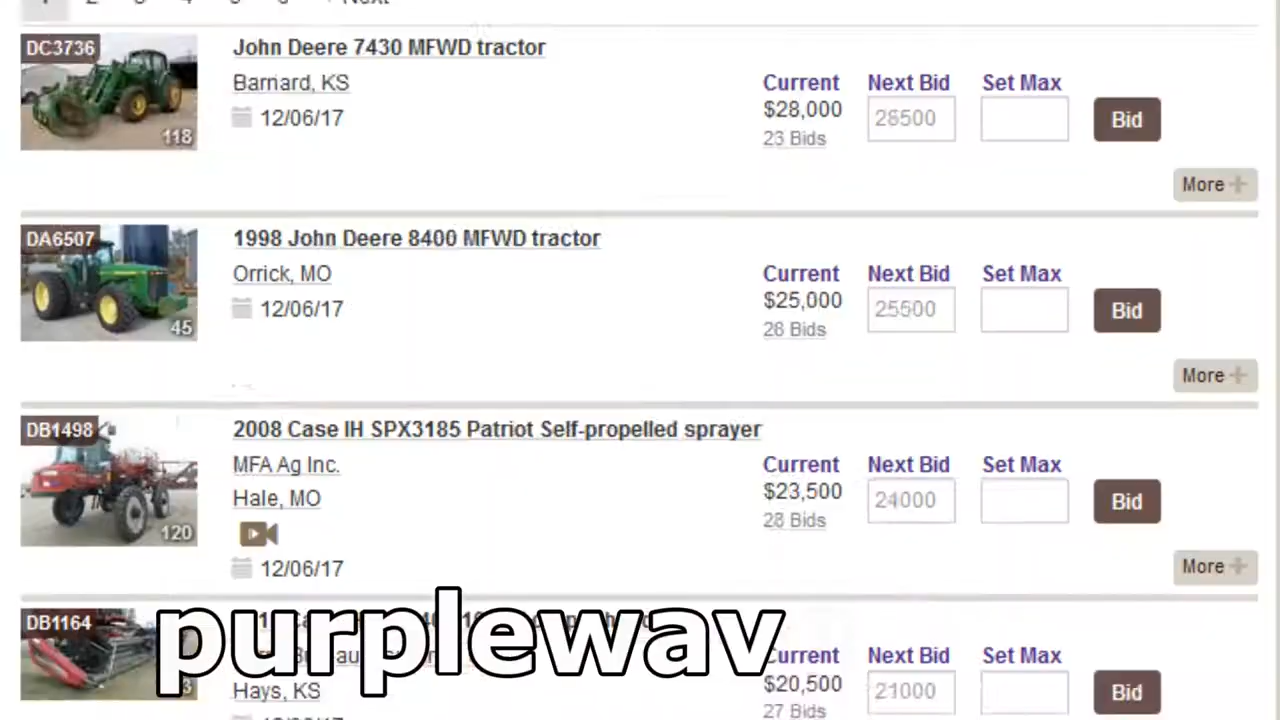 Next
DC3736
118
John Deere 7430 MFWD tractor
Barnard, KS
12/06/17
Current
$28,000
23 Bids
Next Bid
28500
Set Max
Bid
More
DA6507
45
1998 John Deere 8400 MFWD tractor
Orrick, MO
12/06/17
Current
$25,000
26 Bids
Next Bid
25500
Set Max
Bid
More
DB1498
120
2008 Case IH SPX3185 Patriot Self-propelled sprayer
MFA Ag Inc.
Hale, MO
12/06/17
Current
$23,500
28 Bids
Next Bid
24000
Set Max
Bid
More
DB1164
purplewav
Hays, KS
Current
$20,500
27 Bids
Next Bid
21000
Set Max
Bid